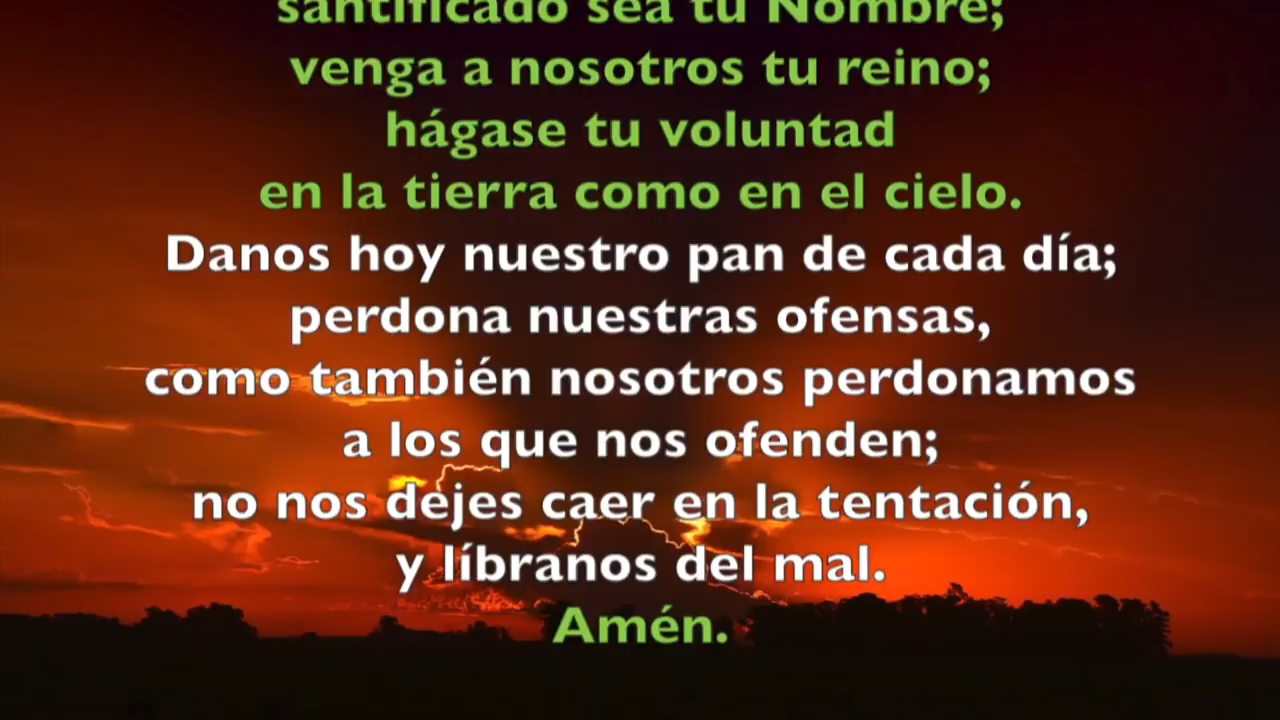 santificado sea tu Nombre;
venga a nosotros tu reino;
hágase tu voluntad
en la tierra como en el cielo.
Danos hoy nuestro pan de cada día;
perdona nuestras ofensas,
como también nosotros perdonamos
a los que nos ofenden;
no nos dejes caer en la tentación,
y líbranos del mal.
Amén.